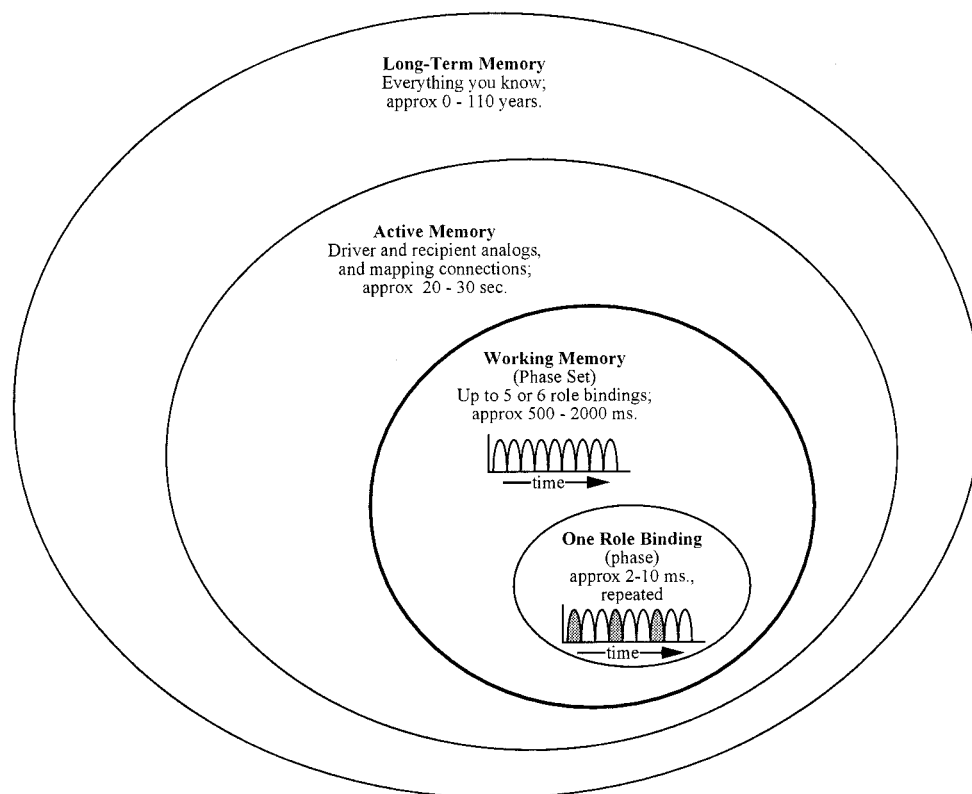 Long-Term Memory
Everything you know;
approx 0 - 110 years.
Active Memory
Driver and recipient analogs,
and mapping connections;
approx 20 - 30 sec.
Working Memory
(Phase Set)
Up to 5 or 6 role bindings;
approx 500 - 2000 ms.
time
One Role Binding
(phase)
approx 2-10 ms.,
repeated
time